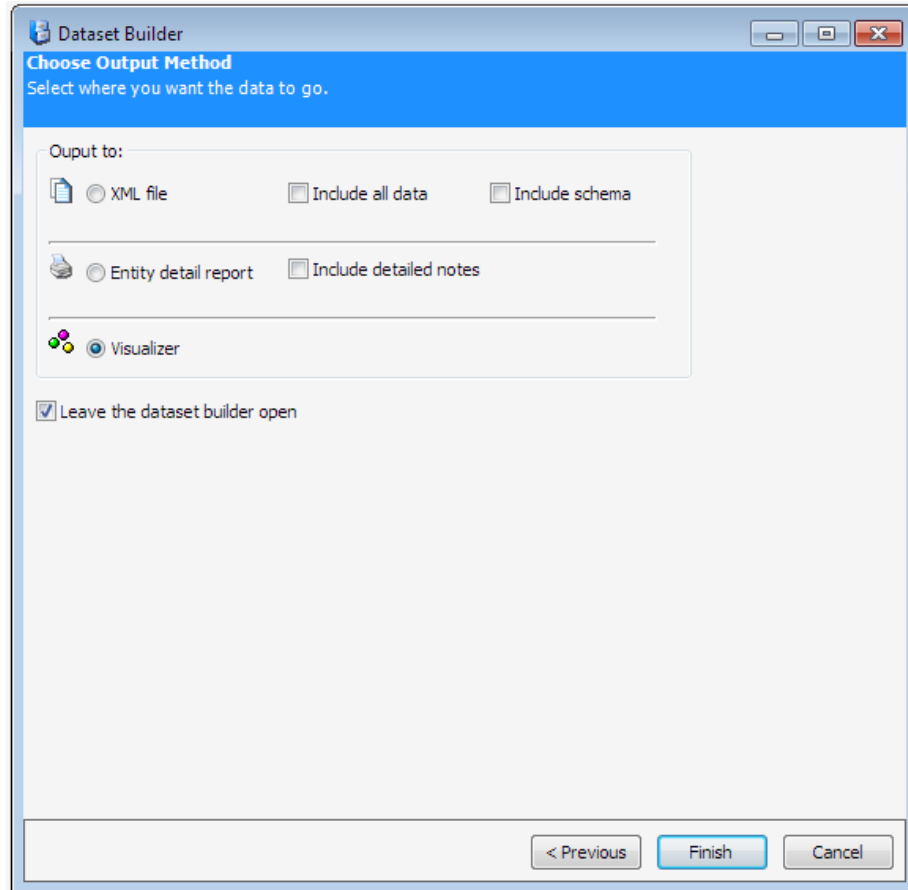 Dataset Builder
Choose Output Method
Select where you want the data to go.
Ouput to:
XML file Include all data Include schema
Entity detail report Include detailed notes
Visualizer
Leave the dataset builder open
< Previous Finish Cancel